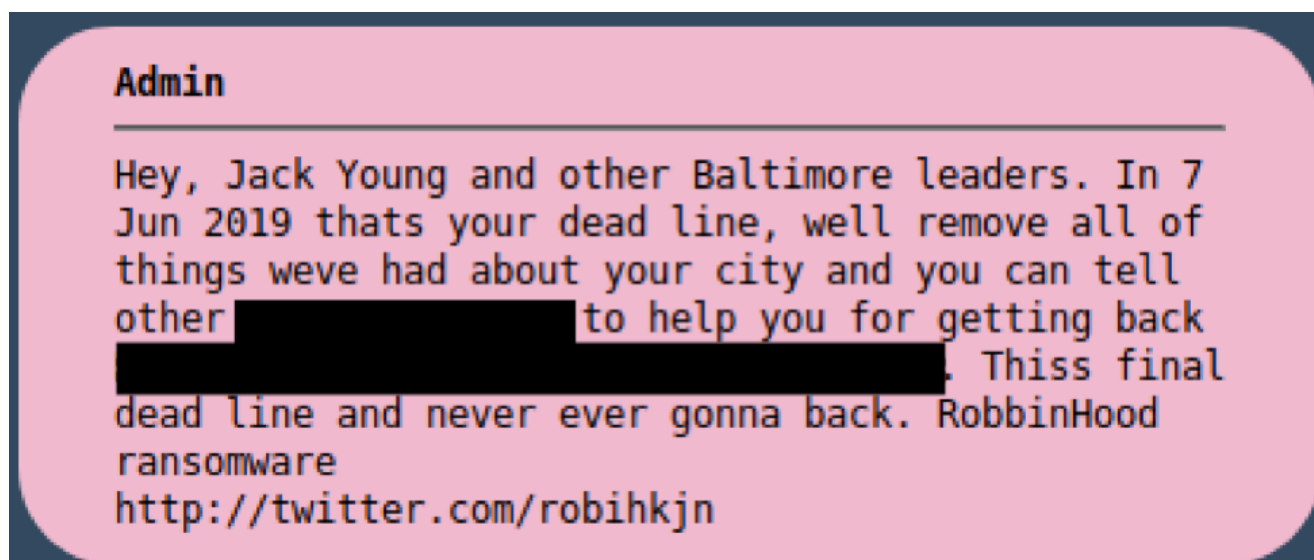 Admin
Hey, Jack Young and other Baltimore leaders. In 7
Jun 2019 thats your dead line, well remove all of
things weve had about your city and you can tell
other to help you for getting back
. Thiss final
dead line and never ever gonna back. RobbinHood
ransomware
http://twitter.com/robihkjn